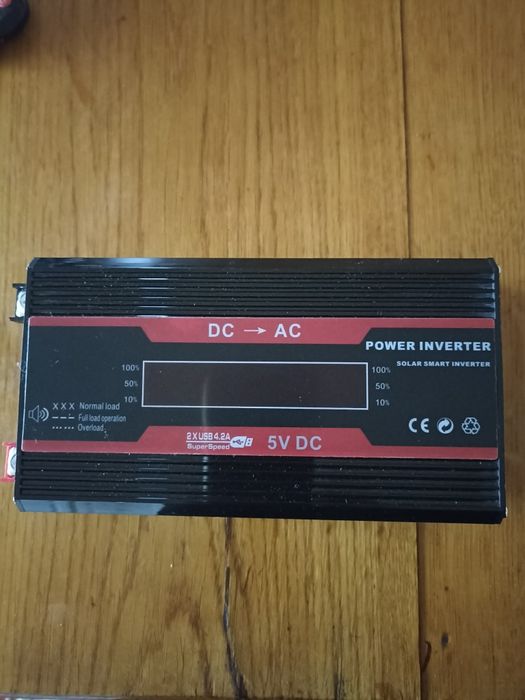 DC → AC
POWER INVERTER
SOLAR SMART INVERTER
100%
50%
10%
100%
50%
10%
X X X Normal load
--- Full load operation
...... Overload
2 X USB 4.2A
SuperSpeed
5V DC
CE